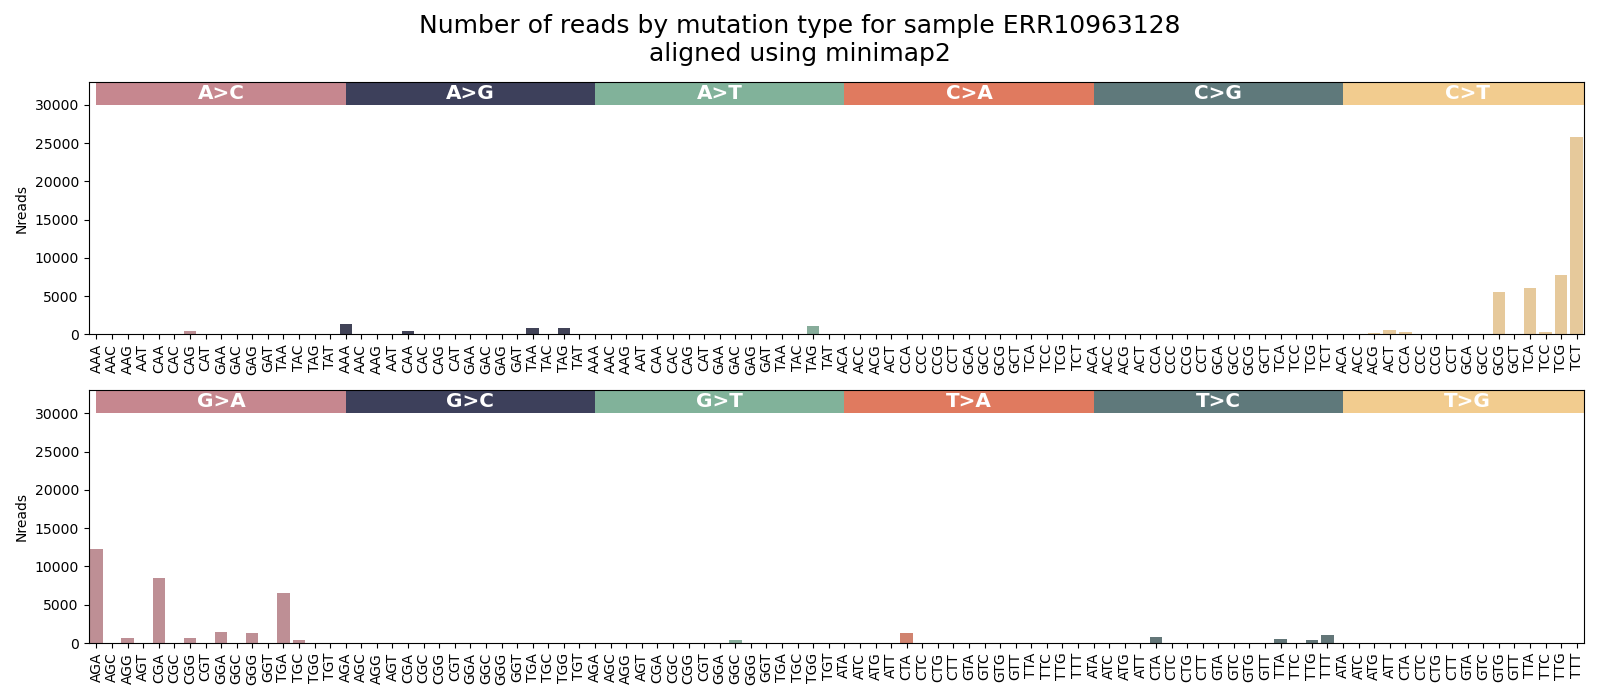 Number of reads by mutation type for sample ERR10963128
aligned using minimap2
A>C A>G A>T C>A C>G C>T
30000
25000
20000
15000
10000
5000
0
Nreads
AAA AAC AAG AAT CAA CAC CAG CAT GAA GAC GAG GAT TAA TAC TAG TAT AAA AAC AAG AAT CAA CAC CAG CAT GAA GAC GAG GAT TAA TAC TAG TAT AAA AAC AAG AAT CAA CAC CAG CAT GAA GAC GAG GAT TAA TAC TAG TAT ACA ACC ACG ACT CCA CCC CCG CCT GCA GCC GCG GCT TCA TCC TCG TCT ACA ACC ACG ACT CCA CCC CCG CCT GCA GCC GCG GCT TCA TCC TCG TCT ACA ACC ACG ACT CCA CCC CCG CCT GCA GCC GCG GCT TCA TCC TCG TCT
G>A G>C G>T T>A T>C T>G
30000
25000
20000
15000
10000
5000
0
Nreads
AGA AGC AGG AGT CGA CGC CGG CGT GGA GGC GGG GGT TGA TGC TGG TGT AGA AGC AGG AGT CGA CGC CGG CGT GGA GGC GGG GGT TGA TGC TGG TGT AGA AGC AGG AGT CGA CGC CGG CGT GGA GGC GGG GGT TGA TGC TGG TGT ATA ATC ATG ATT CTA CTC CTG CTT GTA GTC GTG GTT TTA TTC TTG TTT ATA ATC ATG ATT CTA CTC CTG CTT GTA GTC GTG GTT TTA TTC TTG TTT ATA ATC ATG ATT CTA CTC CTG CTT GTA GTC GTG GTT TTA TTC TTG TTT